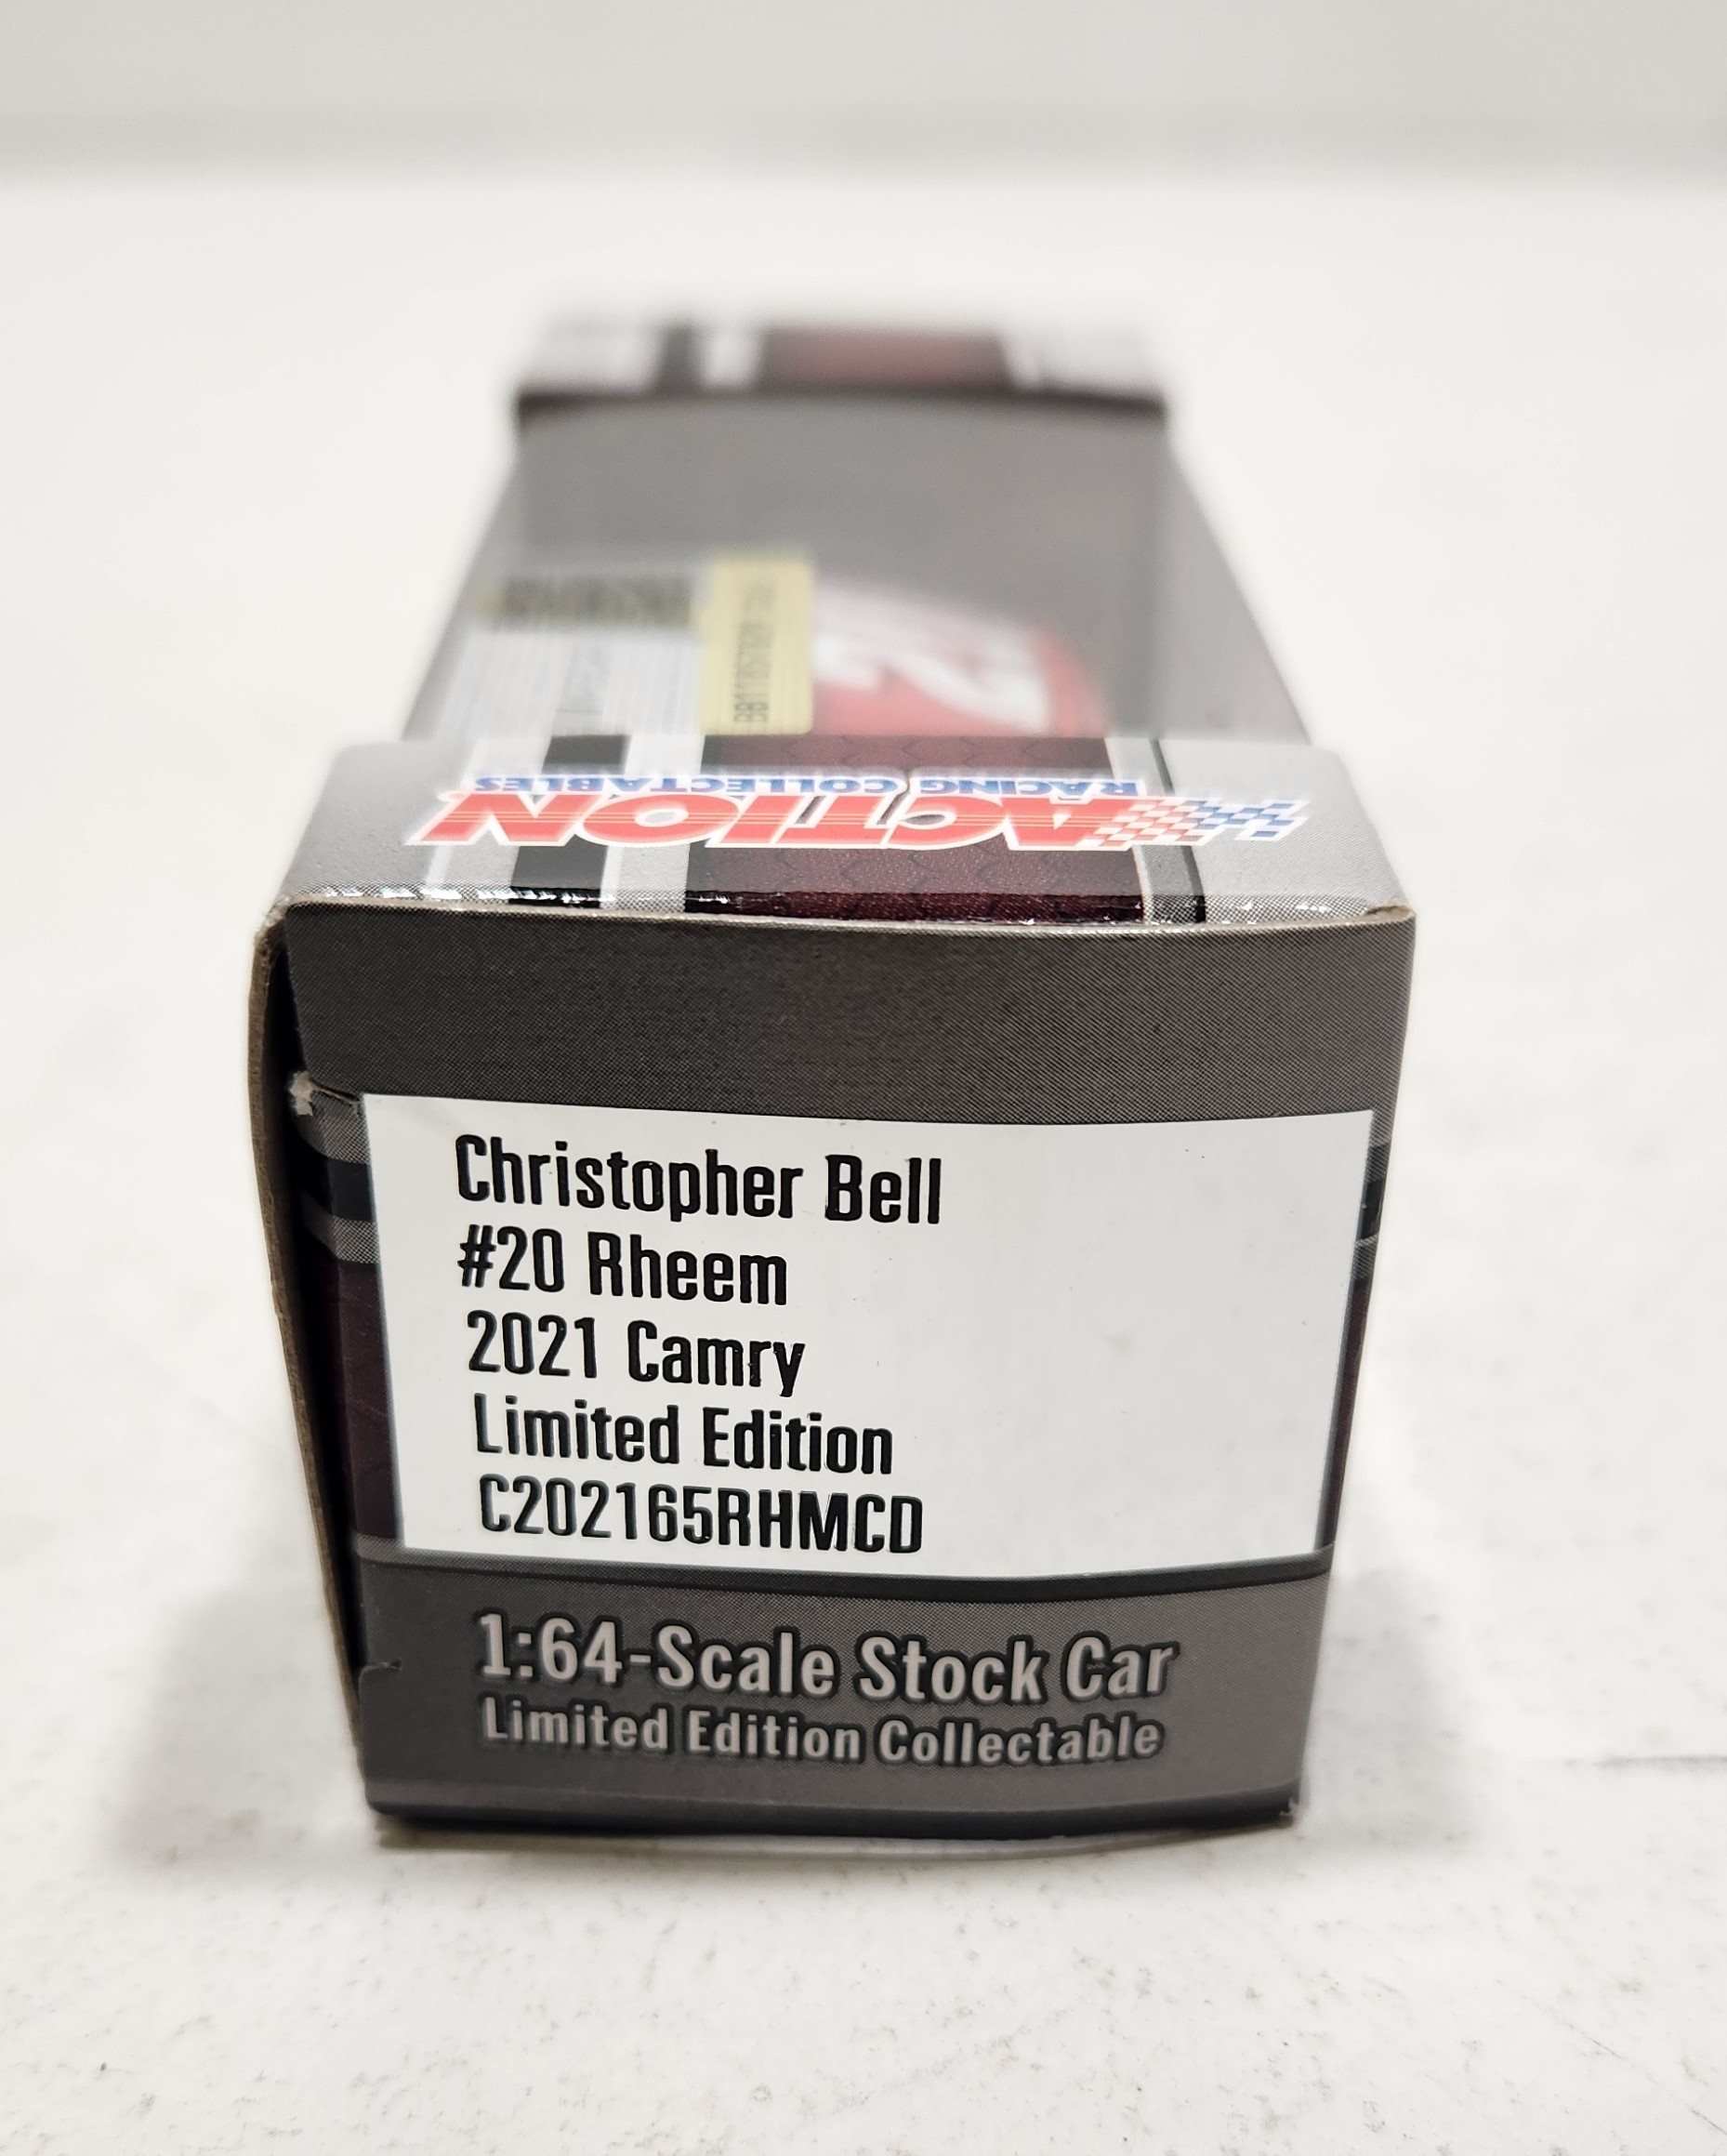 ACTION
RACING COLLECTABLES
Christopher Bell
#20 Rheem
2021 Camry
Limited Edition
C202165RHMCD
1:64-Scale Stock Car
Limited Edition Collectable